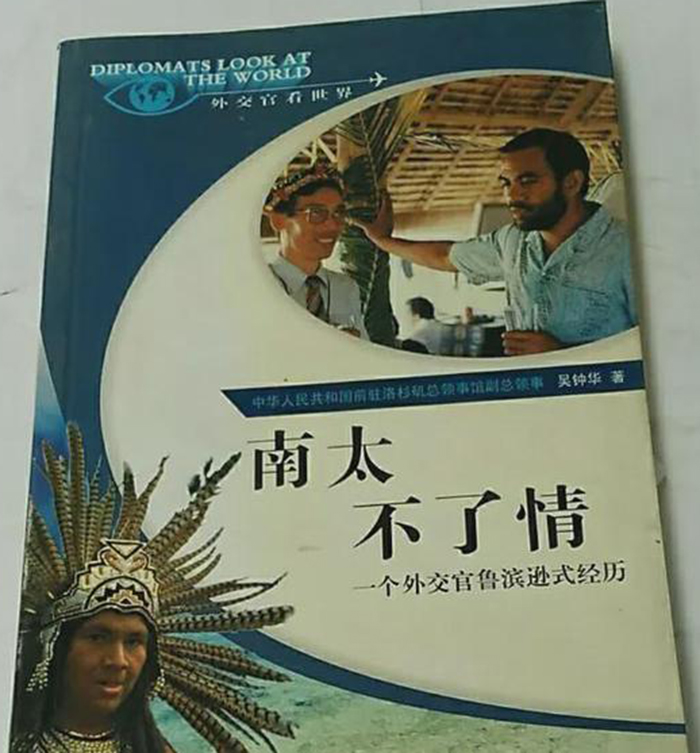 DIPLOMATS LOOK AT
THE WORLD
外交官看世界
中华人民共和国前驻洛杉矶总领事馆副总领事 吴钟华 著
南太
不了情
一个外交官鲁滨逊式经历